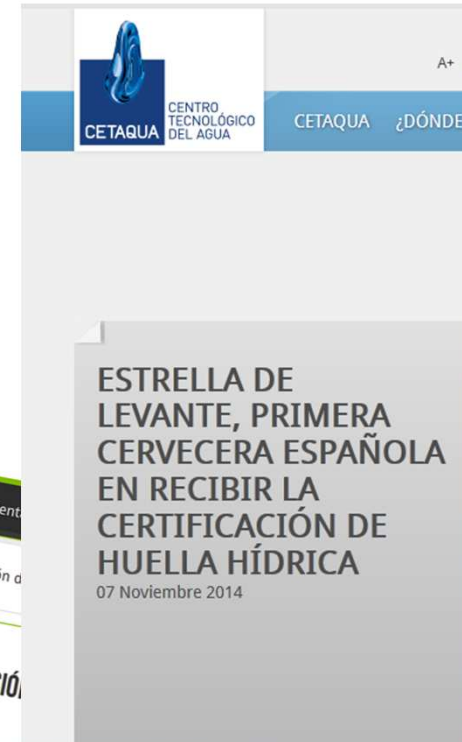 A+
CETAQUA
CENTRO
TECNOLÓGICO
DEL AGUA
CETAQUA ¿DÓNDE
ESTRELLA DE
LEVANTE, PRIMERA
CERVECERA ESPAÑOLA
EN RECIBIR LA
CERTIFICACIÓN DE
HUELLA HÍDRICA
07 Noviembre 2014